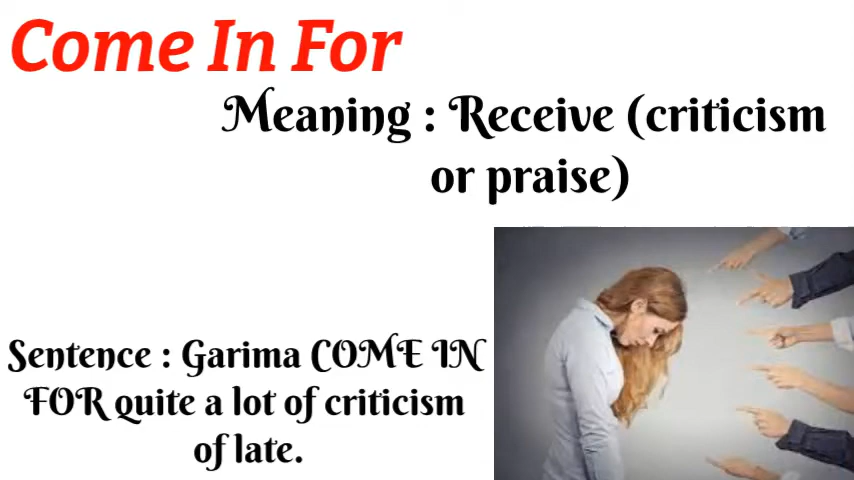 Come In For
Meaning : Receive (criticism
or praise)
Sentence : Garima COME IN
FOR quite a lot of criticism
of late.